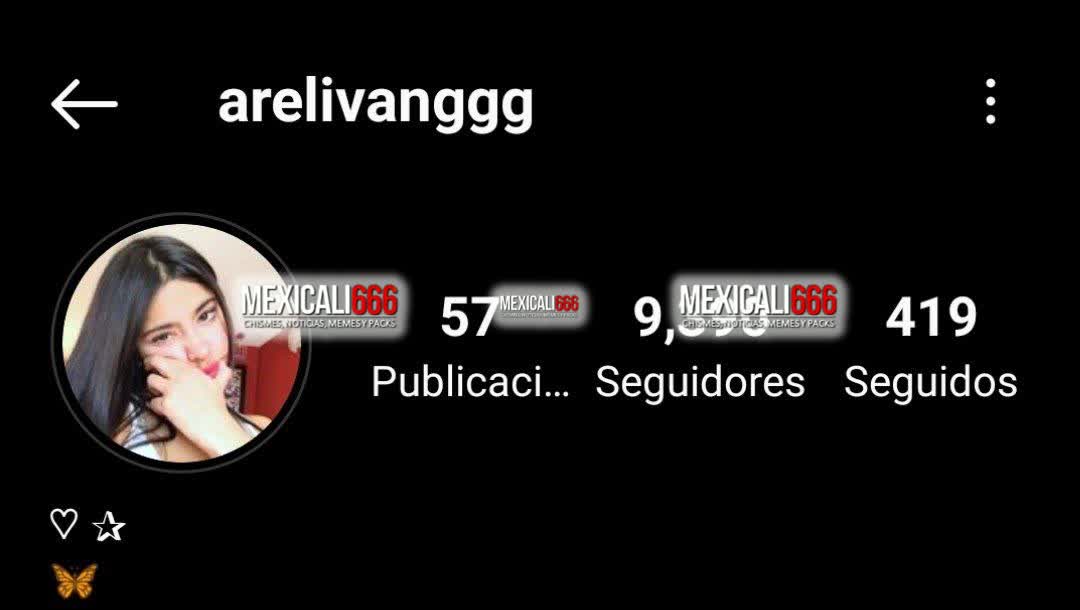 arelivanggg
MEXICALI666
CHISMES, NOTICIAS, MEMES Y PACKS
57
MEXICALI666
MEXICALI666
CHISMES, NOTICIAS, MEMES Y PACKS
419
Publicaci... Seguidores Seguidos